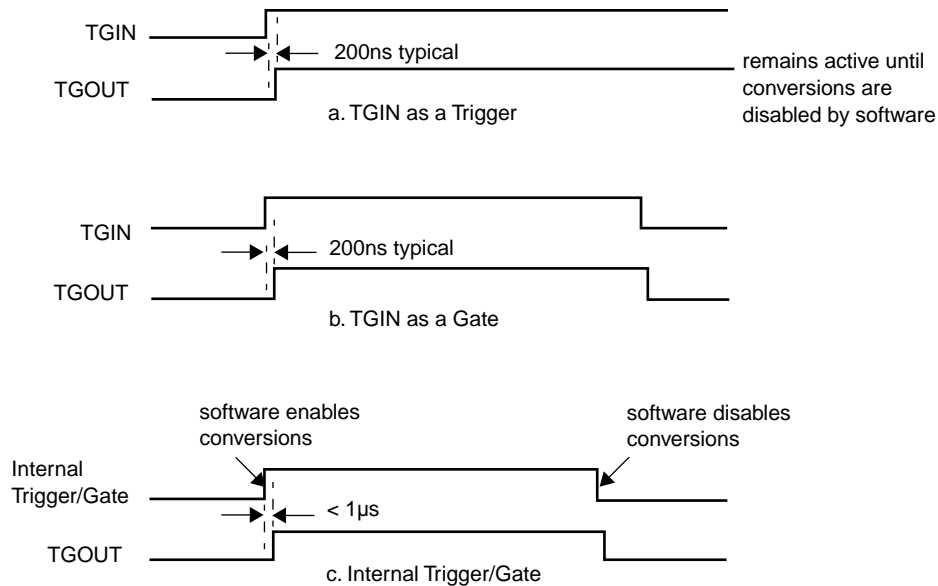 TGIN
200ns typical
TGOUT
remains active until
conversions are
disabled by software
a. TGIN as a Trigger
TGIN
200ns typical
TGOUT
b. TGIN as a Gate
software enables
conversions
software disables
conversions
Internal
Trigger/Gate
< 1µs
TGOUT
c. Internal Trigger/Gate